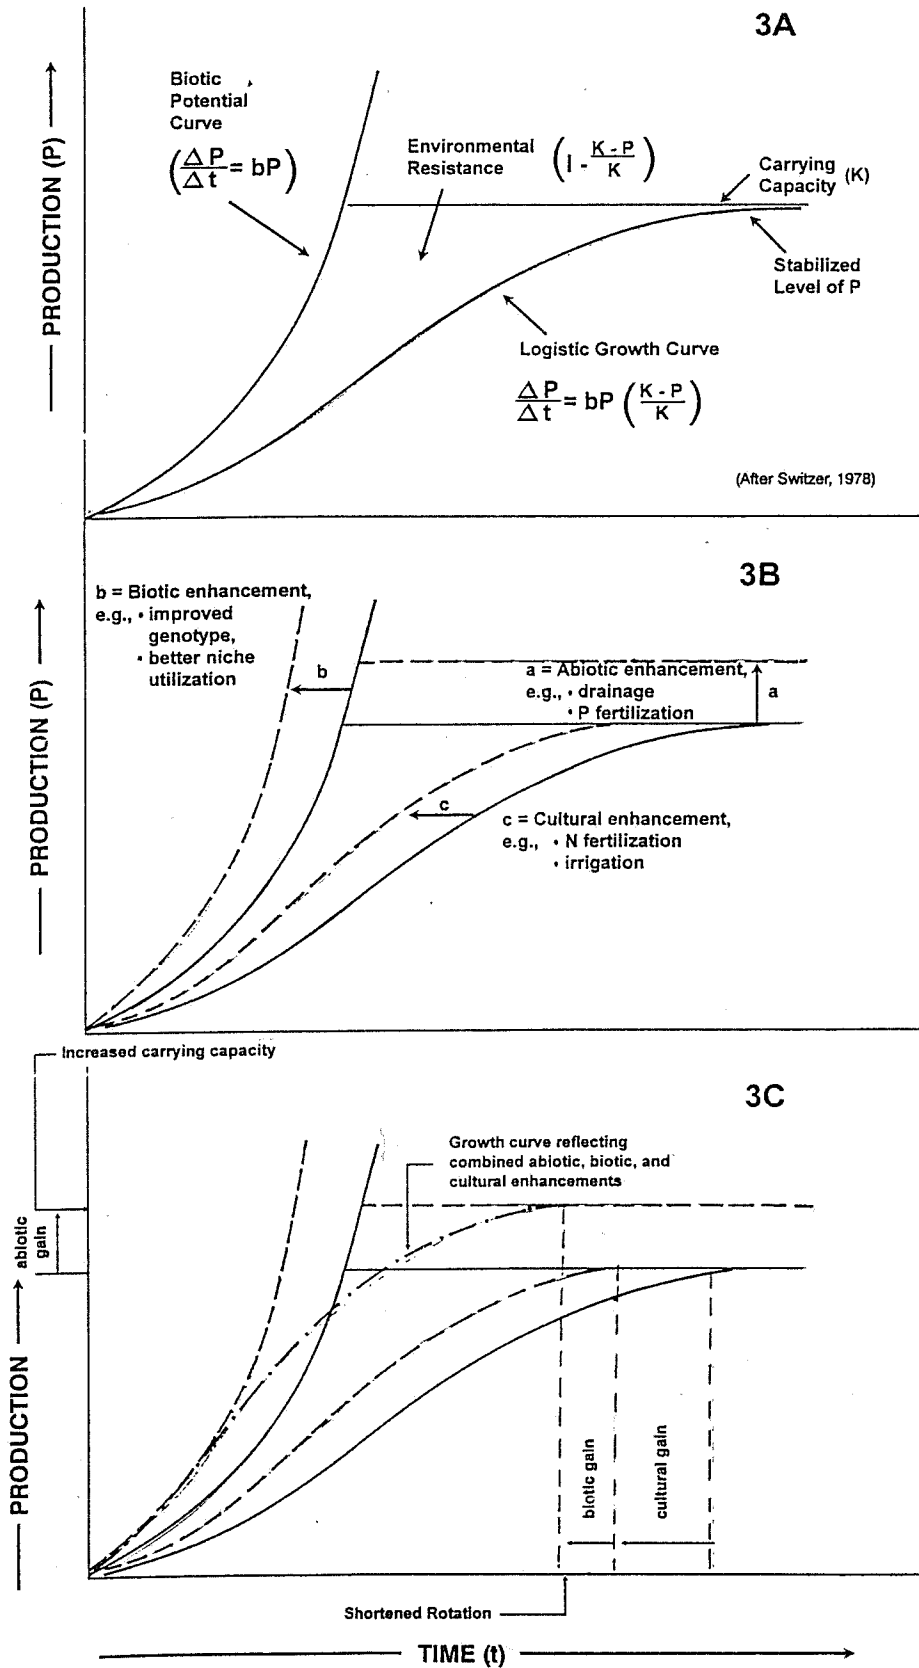 3A
Biotic
Potential
Curve
(ΔP/Δt = bP)
Environmental
Resistance
(I - K - P/K)
Carrying
Capacity (K)
Stabilized
Level of P
Logistic Growth Curve
ΔP/Δt = bP (K - P/K)
(After Switzer, 1978)
PRODUCTION (P)
3B
b = Biotic enhancement,
e.g., • improved
genotype,
• better niche
utilization
b
a = Abiotic enhancement,
e.g., • drainage
• P fertilization
a
c
c = Cultural enhancement,
e.g., • N fertilization
• irrigation
PRODUCTION (P)
Increased carrying capacity
3C
Growth curve reflecting
combined abiotic, biotic, and
cultural enhancements
abiotic
gain
biotic gain
cultural gain
PRODUCTION
Shortened Rotation
TIME (t)